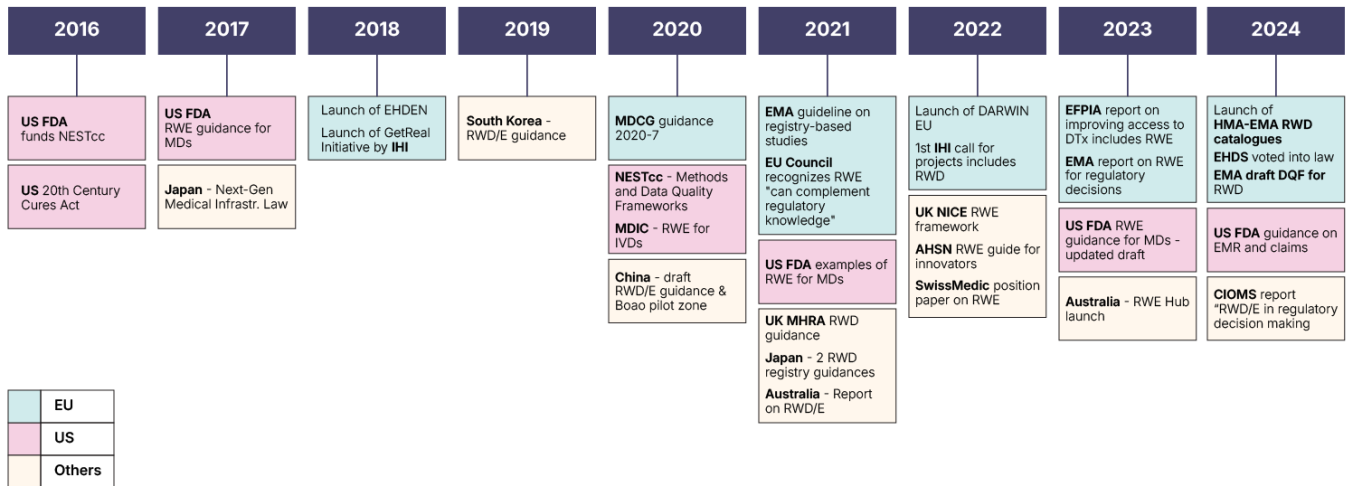 2016
US FDA
funds NESTcc
US 20th Century
Cures Act
2017
US FDA
RWE guidance for
MDs
Japan - Next-Gen
Medical Infrastr. Law
2018
Launch of EHDEN
Launch of GetReal
Initiative by IHI
2019
South Korea -
RWD/E guidance
2020
MDCG guidance
2020-7
NESTcc - Methods
and Data Quality
Frameworks
MDIC - RWE for
IVDs
China - draft
RWD/E guidance &
Boao pilot zone
2021
EMA guideline on
registry-based
studies
EU Council
recognizes RWE
"can complement
regulatory
knowledge"
US FDA examples of
RWE for MDs
UK MHRA RWD
guidance
Japan - 2 RWD
registry guidances
Australia - Report
on RWD/E
2022
Launch of DARWIN
EU
1st IHI call for
projects includes
RWD
UK NICE RWE
framework
AHSN RWE guide for
innovators
SwissMedic position
paper on RWE
2023
EFPIA report on
improving access to
DTx includes RWE
EMA report on RWE
for regulatory
decisions
US FDA RWE
guidance for MDs -
updated draft
Australia - RWE Hub
launch
2024
Launch of
HMA-EMA RWD
catalogues
EHDS voted into law
EMA draft DQF for
RWD
US FDA guidance on
EMR and claims
CIOMS report
"RWD/E in regulatory
decision making
EU
US
Others